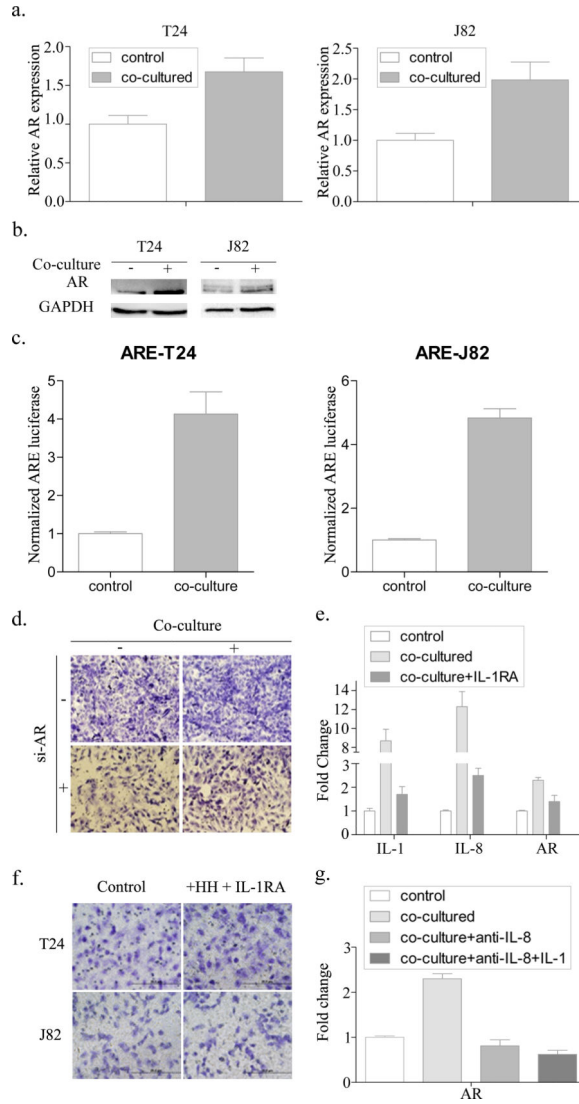 a.
T24
J82
control
co-cultured
Relative AR expression
2.0
1.5
1.0
0.5
0.0
control
co-cultured
Relative AR expression
2.5
2.0
1.5
1.0
0.5
0.0
b.
T24 J82
Co-culture - + - +
AR
GAPDH
c.
ARE-T24
ARE-J82
Normalized ARE luciferase
5
4
3
2
1
0
control co-culture
Normalized ARE luciferase
6
4
2
0
control co-culture
d.
Co-culture
- +
si-AR
-
+
e.
control
co-cultured
co-culture+IL-1RA
Fold Change
14
12
10
8
6
4
3
2
1
0
IL-1 IL-8 AR
f.
Control +HH + IL-1RA
T24
J82
g.
control
co-cultured
co-culture+anti-IL-8
co-culture+anti-IL-8+IL-1
Fold change
3
2
1
0
AR